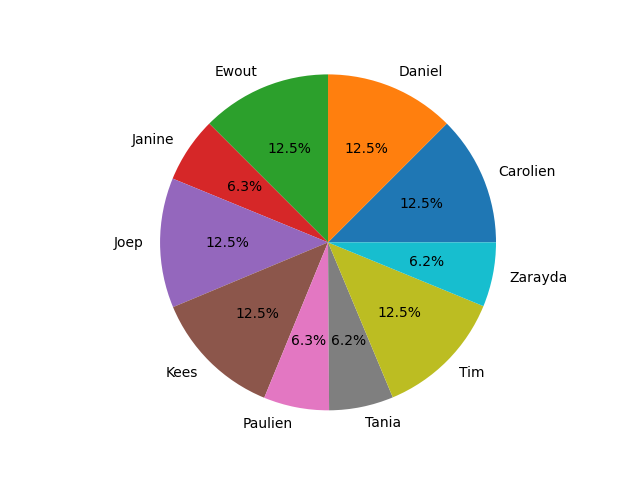 Ewout
Daniel
Janine
12.5%
12.5%
Carolien
6.3%
12.5%
Joep
12.5%
6.2%
Zarayda
12.5%
12.5%
6.3%
6.2%
Kees
Tim
Paulien
Tania